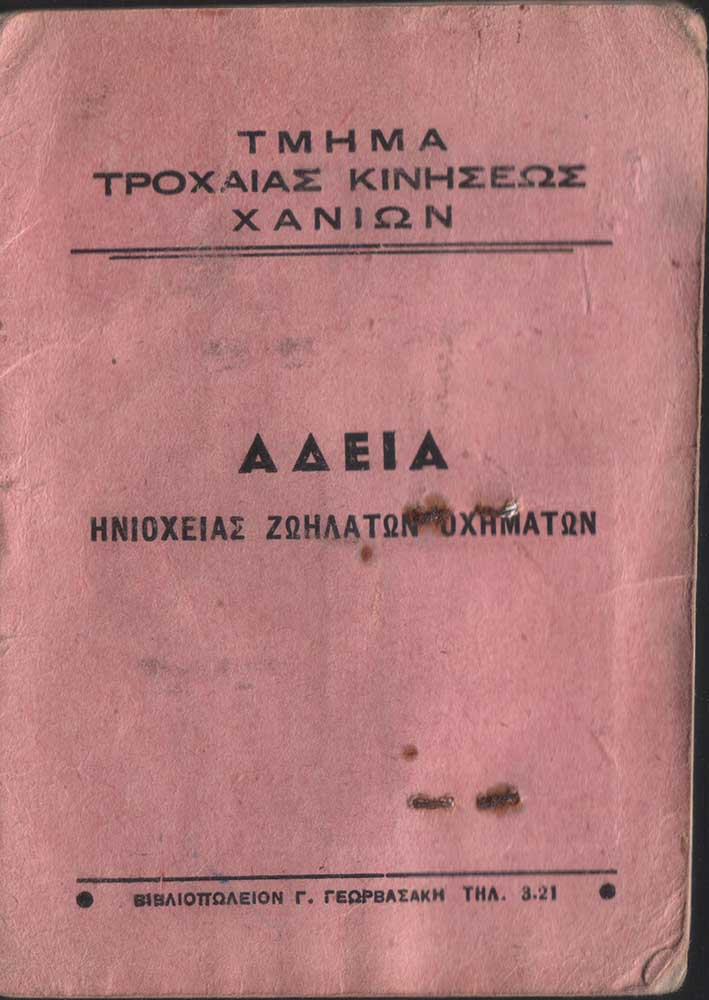 ΤΜΗΜΑ
ΤΡΟΧΑΙΑΣ ΚΙΝΗΣΕΩΣ
ΧΑΝΙΩΝ
ΑΔΕΙΑ
ΗΝΙΟΧΕΙΑΣ ΖΩΗΛΑΤΩΝ ΟΧΗΜΑΤΩΝ
ΒΙΒΛΙΟΠΩΛΕΙΟΝ Γ. ΓΕΩΡΒΑΣΑΚΗ ΤΗΛ. 3.21